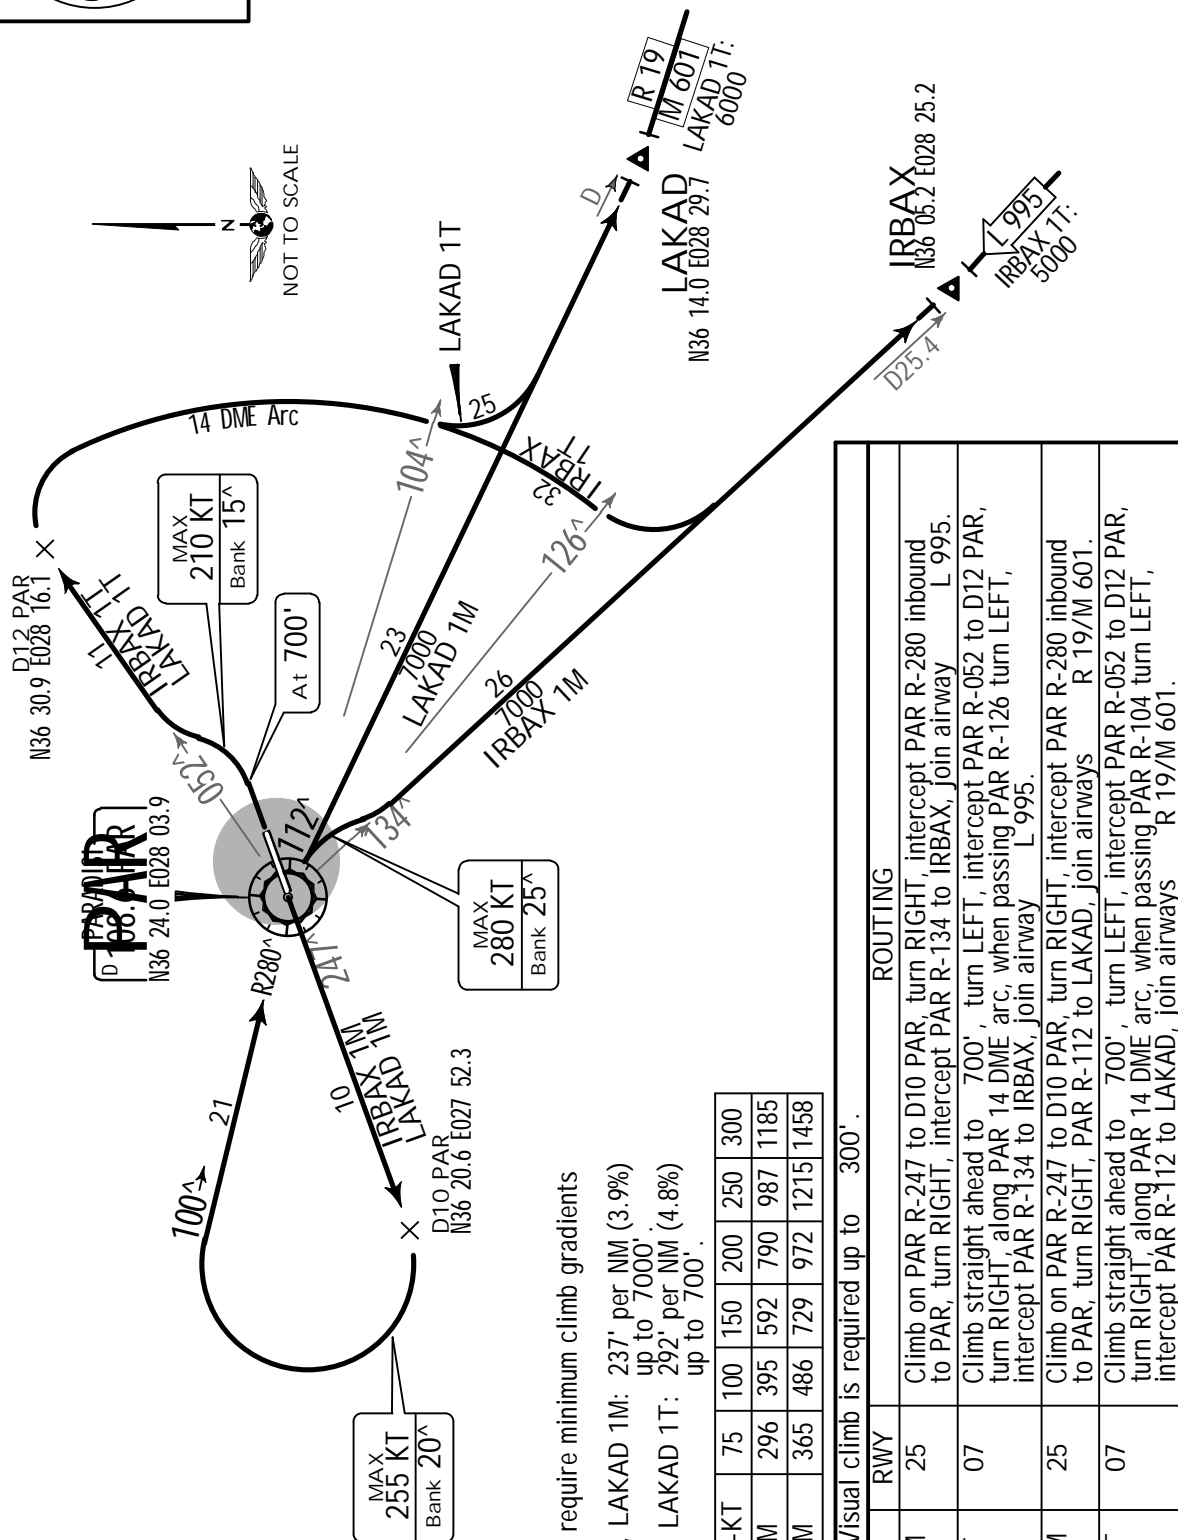 NOT TO SCALE
R 19
M 601
LAKAD 1T:
6000
D
LAKAD
N36 14.0 E028 29.7
IRBAX
N36 05.2 E028 25.2
L 995
IRBAX 1T:
5000
D25.4
LAKAD 1T
25
14 DME Arc
104^
IRBAX
1T
32
126^
D12 PAR
N36 30.9 E028 16.1
11
IRBAX 1T
LAKAD 1T
MAX
210 KT
Bank 15^
At 700'
052^
23
7000
LAKAD 1M
26
7000
IRBAX 1M
112^
134^
MAX
280 KT
Bank 25^
D
PAR
N36 24.0 E028 03.9
R280^
247^
10
IRBAX 1M
LAKAD 1M
D10 PAR
N36 20.6 E027 52.3
21
100^
MAX
255 KT
Bank 20^
N
require minimum climb gradients
, LAKAD 1M: 237' per NM (3.9%)
up to 7000'.
LAKAD 1T: 292' per NM (4.8%)
up to 700'.
-KT 75 100 150 200 250 300
M 296 395 592 790 987 1185
M 365 486 729 972 1215 1458
Visual climb is required up to 300'.
RWY ROUTING
25 Climb on PAR R-247 to D10 PAR, turn RIGHT, intercept PAR R-280 inbound
to PAR, turn RIGHT, intercept PAR R-134 to IRBAX, join airway L 995.
07 Climb straight ahead to 700', turn LEFT, intercept PAR R-052 to D12 PAR,
turn RIGHT, along PAR 14 DME arc, when passing PAR R-126 turn LEFT,
intercept PAR R-134 to IRBAX, join airway L 995.
M 25 Climb on PAR R-247 to D10 PAR, turn RIGHT, intercept PAR R-280 inbound
to PAR, turn RIGHT, PAR R-112 to LAKAD, join airways R 19/M 601.
07 Climb straight ahead to 700', turn LEFT, intercept PAR R-052 to D12 PAR,
turn RIGHT, along PAR 14 DME arc, when passing PAR R-104 turn LEFT,
intercept PAR R-112 to LAKAD, join airways R 19/M 601.